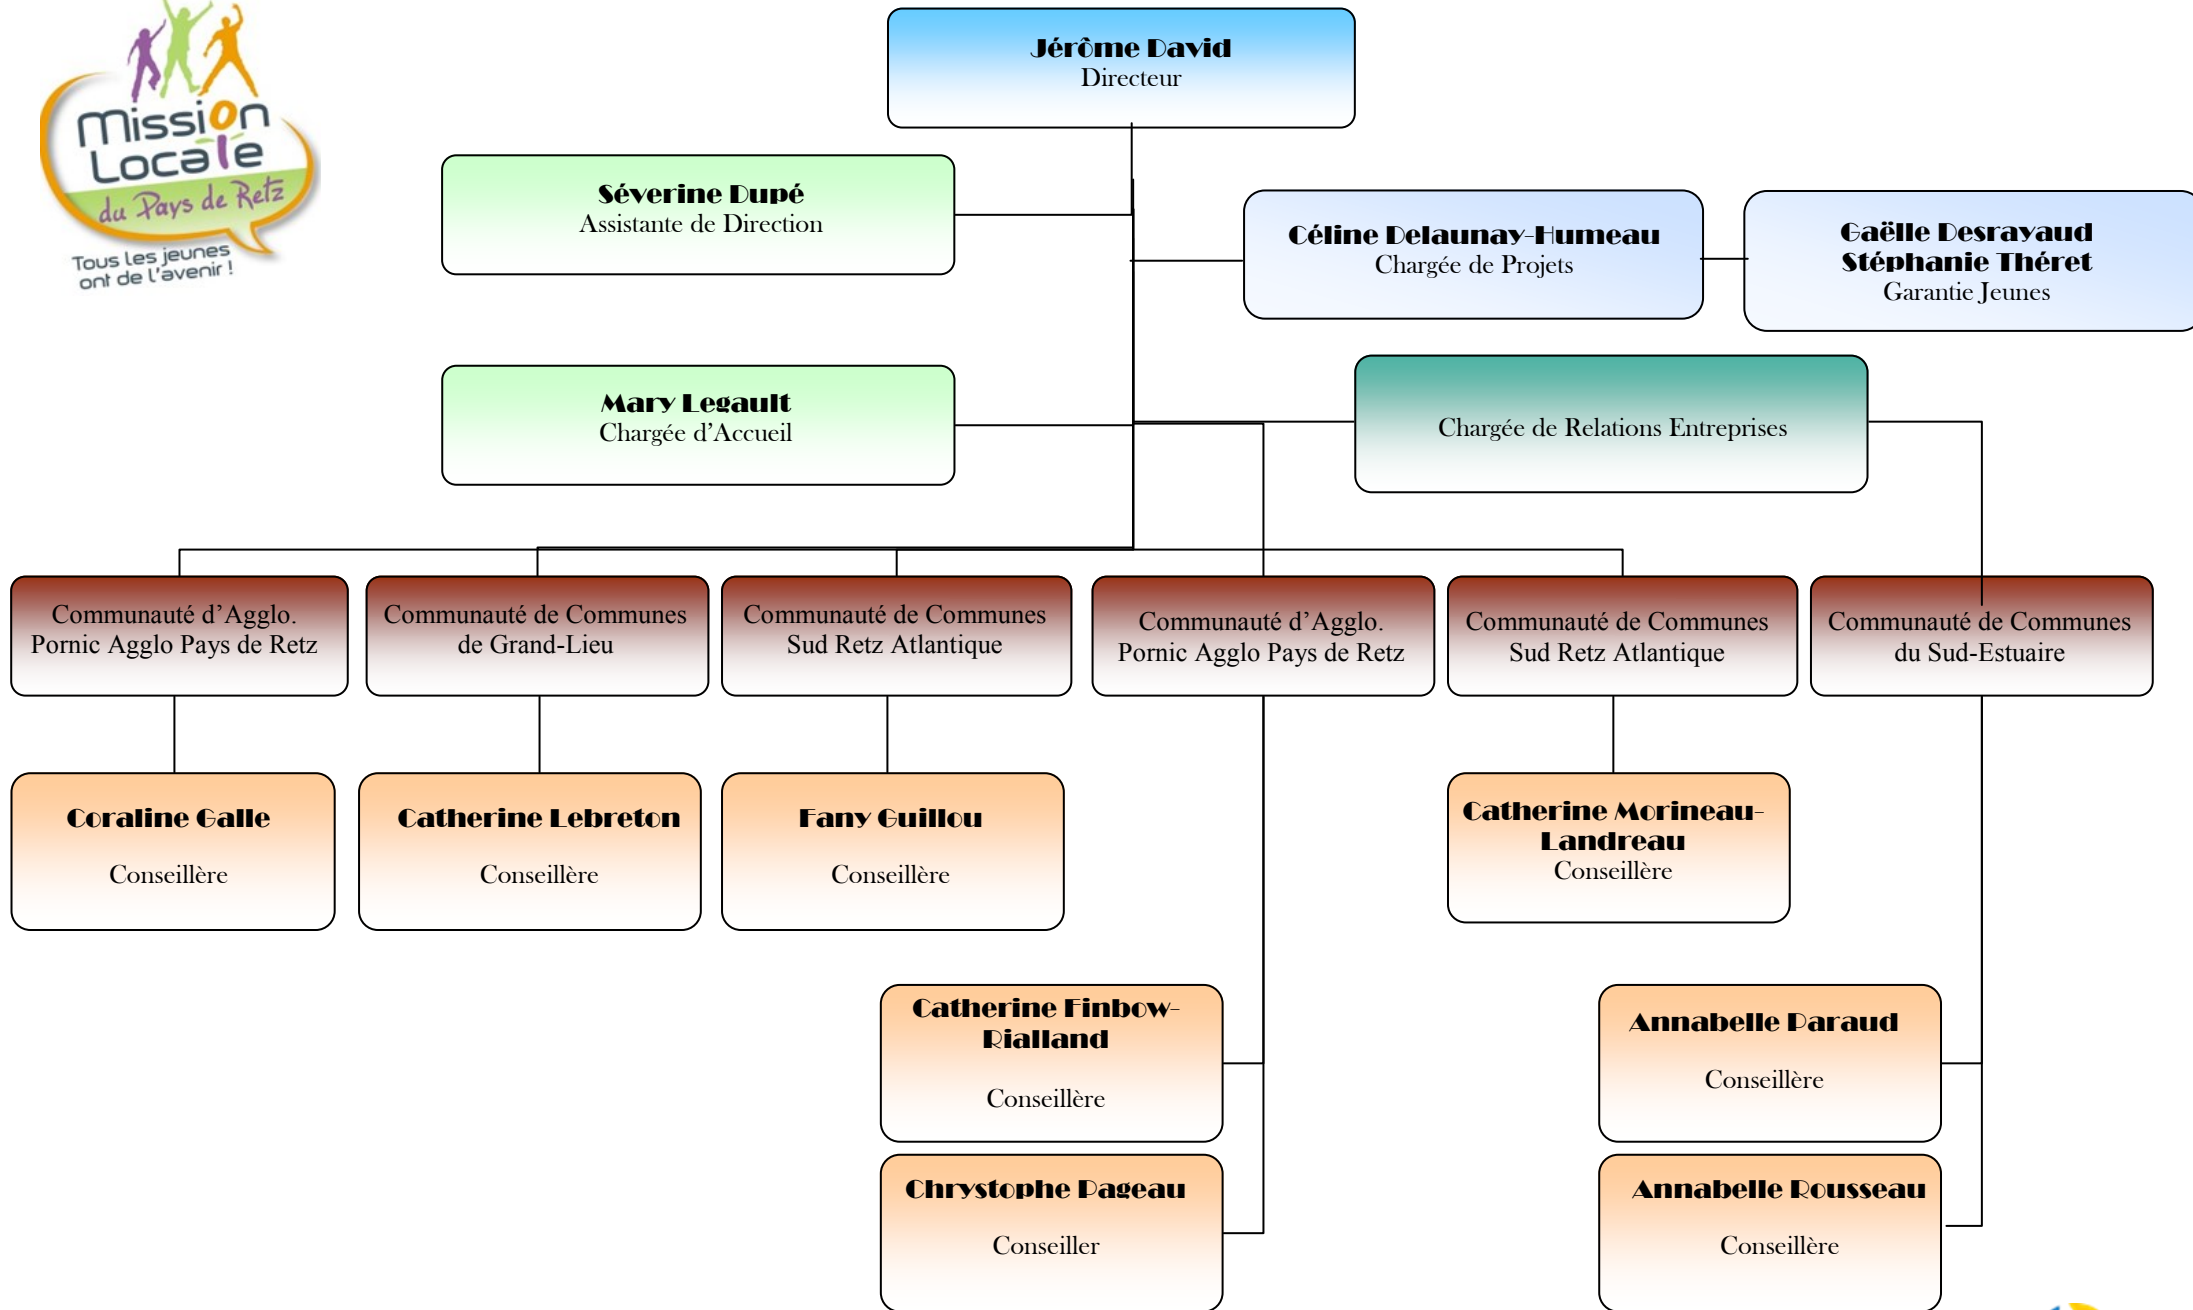 Mission
Locale
du Pays de Retz
Tous les jeunes
ont de l'avenir !
Jérôme David
Directeur
Séverine Dupé
Assistante de Direction
Céline Delaunay-Humeau
Chargée de Projets
Gaëlle Desrayaud
Stéphanie Théret
Garantie Jeunes
Mary Legault
Chargée d'Accueil
Chargée de Relations Entreprises
Communauté d'Agglo.
Pornic Agglo Pays de Retz
Communauté de Communes
de Grand-Lieu
Communauté de Communes
Sud Retz Atlantique
Communauté d'Agglo.
Pornic Agglo Pays de Retz
Communauté de Communes
Sud Retz Atlantique
Communauté de Communes
du Sud-Estuaire
Coraline Galle
Conseillère
Catherine Lebreton
Conseillère
Fany Guillou
Conseillère
Catherine Morineau-
Landreau
Conseillère
Catherine Finbow-
Rialland
Conseillère
Annabelle Paraud
Conseillère
Chrystophe Pageau
Conseiller
Annabelle Rousseau
Conseillère